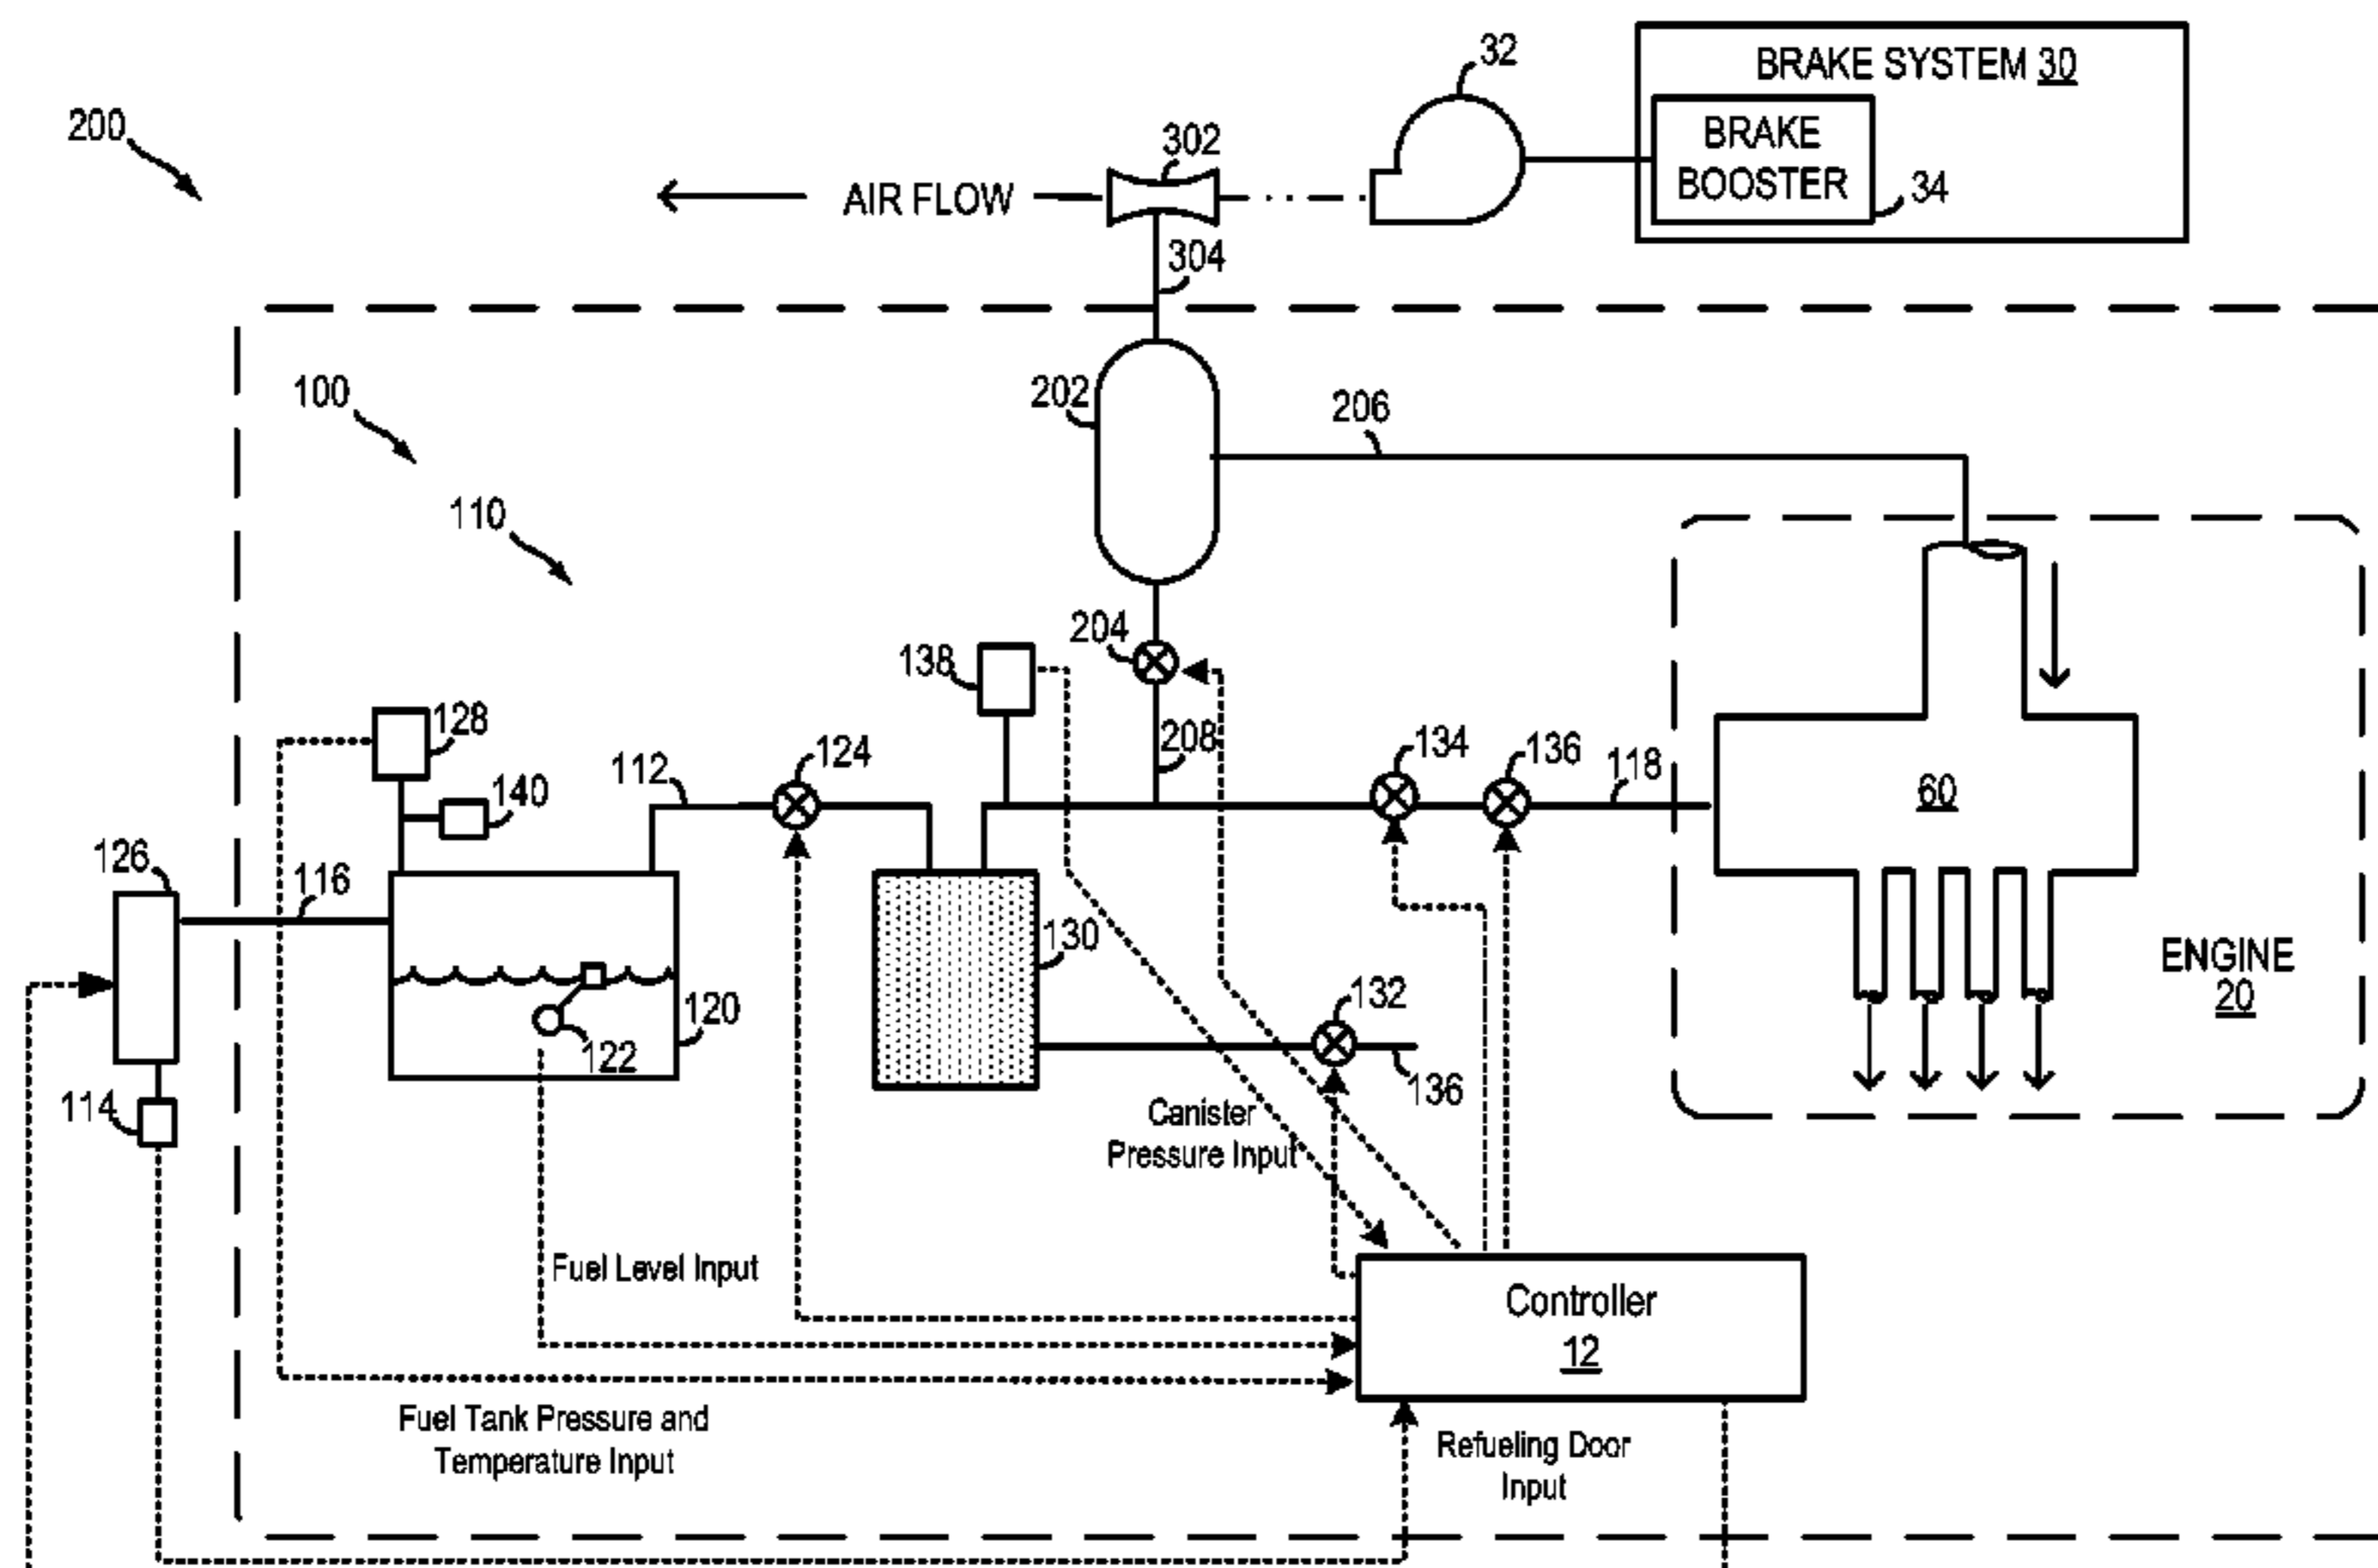 32
BRAKE SYSTEM 30
200
302
BRAKE
BOOSTER
AIR FLOW
34
304
100
202
206
110
204
138
128
112
124
208
134
136
118
140
60
126
116
130
ENGINE
20
120
132
122
136
114
Canister
Pressure Input
Fuel Level Input
Controller
12
Fuel Tank Pressure and
Temperature Input
Refueling Door
Input